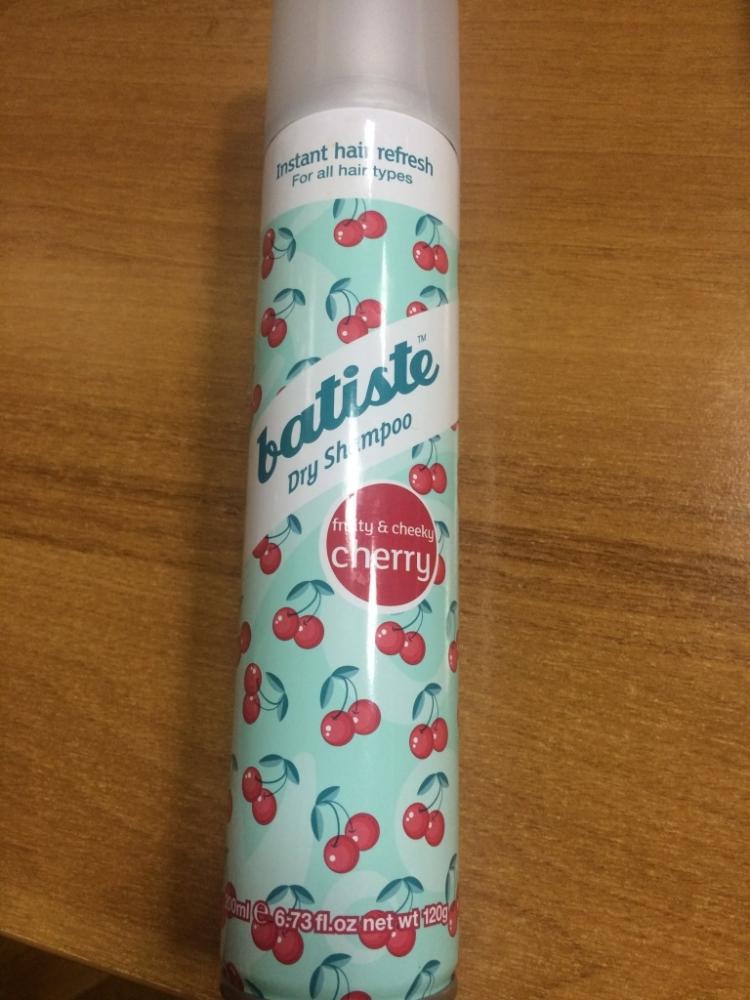 Instant hair refresh
For all hair types
batiste™
Dry Shampoo
fruity & cheeky
cherry
200ml e 6.73 fl.oz net wt 120g